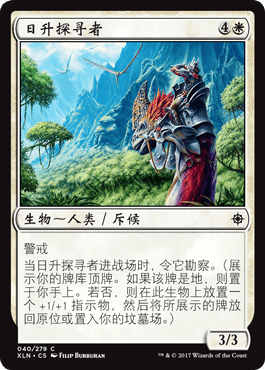 日升探寻者 4
生物~人类 / 斥候
警戒
当日升探寻者进战场时，令它勘察。（展
示你的牌库顶牌。如果该牌是地，则置
于你手上。若否，则在此生物上放置一
个 +1/+1 指示物，然后将所展示的牌放
回原位或置入你的坟墓场。）
3/3
040/279 C
XLN • CS Filip Burburan
™ & © 2017 Wizards of the Coast